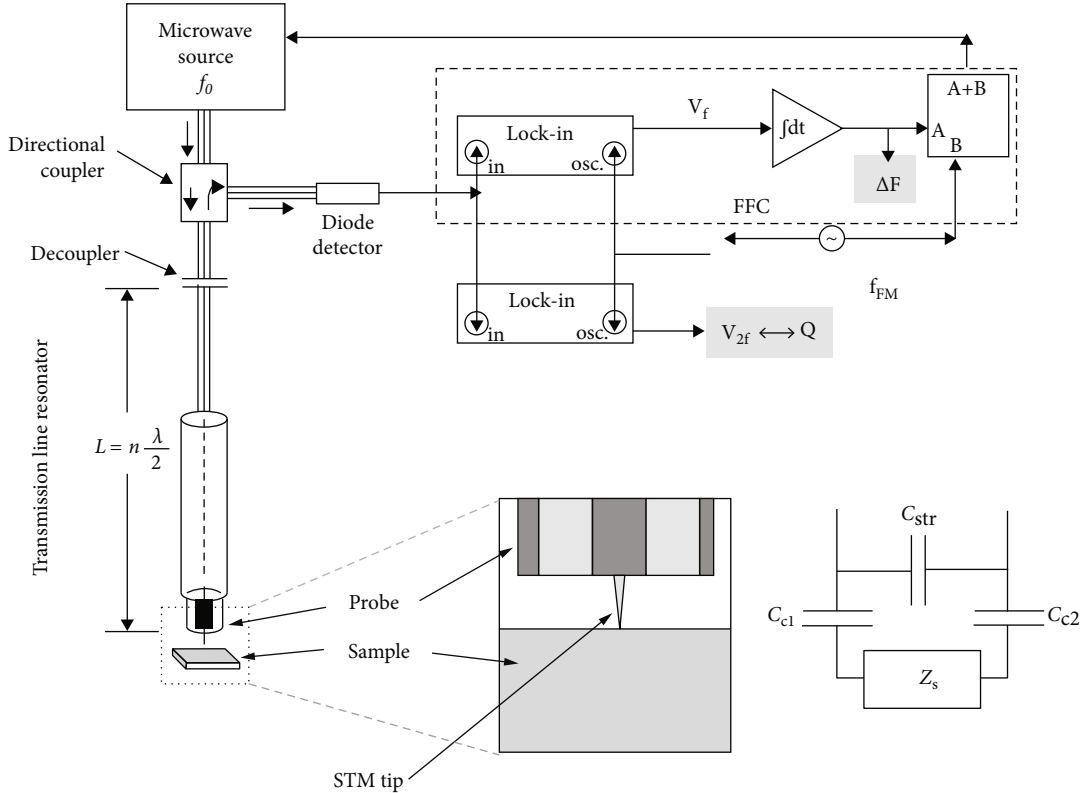 Microwave
source
f0
Directional
coupler
Decoupler
Diode
detector
Lock-in
in
osc.
Vf
∫dt
A+B
A
B
ΔF
FFC
~
fFM
Lock-in
in
osc.
V2f ⟷ Q
Transmission line resonator
L = n λ/2
Probe
Sample
STM tip
Cstr
Cc1
Cc2
Zs